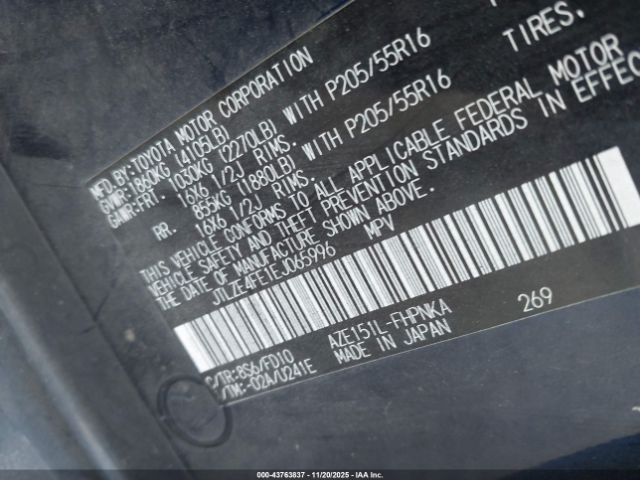 MFD.BY:TOYOTA MOTOR CORPORATION
GVWR:1860KG (4105LB)
GAWR:FRT. 1030KG (2270LB) WITH P205/55R16 TIRES,
16X6 1/2J RIMS.
RR. 855KG (1880LB) WITH P205/55R16
16X6 1/2J RIMS.
THIS VEHICLE CONFORMS TO ALL APPLICABLE FEDERAL MOTOR
VEHICLE SAFETY AND THEFT PREVENTION STANDARDS IN EFFEC
DATE OF MANUFACTURE SHOWN ABOVE.
JTLZE4FE1EJ065996 MPV
C/TR:8S6/FD10 AZE151L-FHPNKA 269
/TM:-02A/U241E MADE IN JAPAN
000-43763837 - 11/20/2025 - IAA Inc.